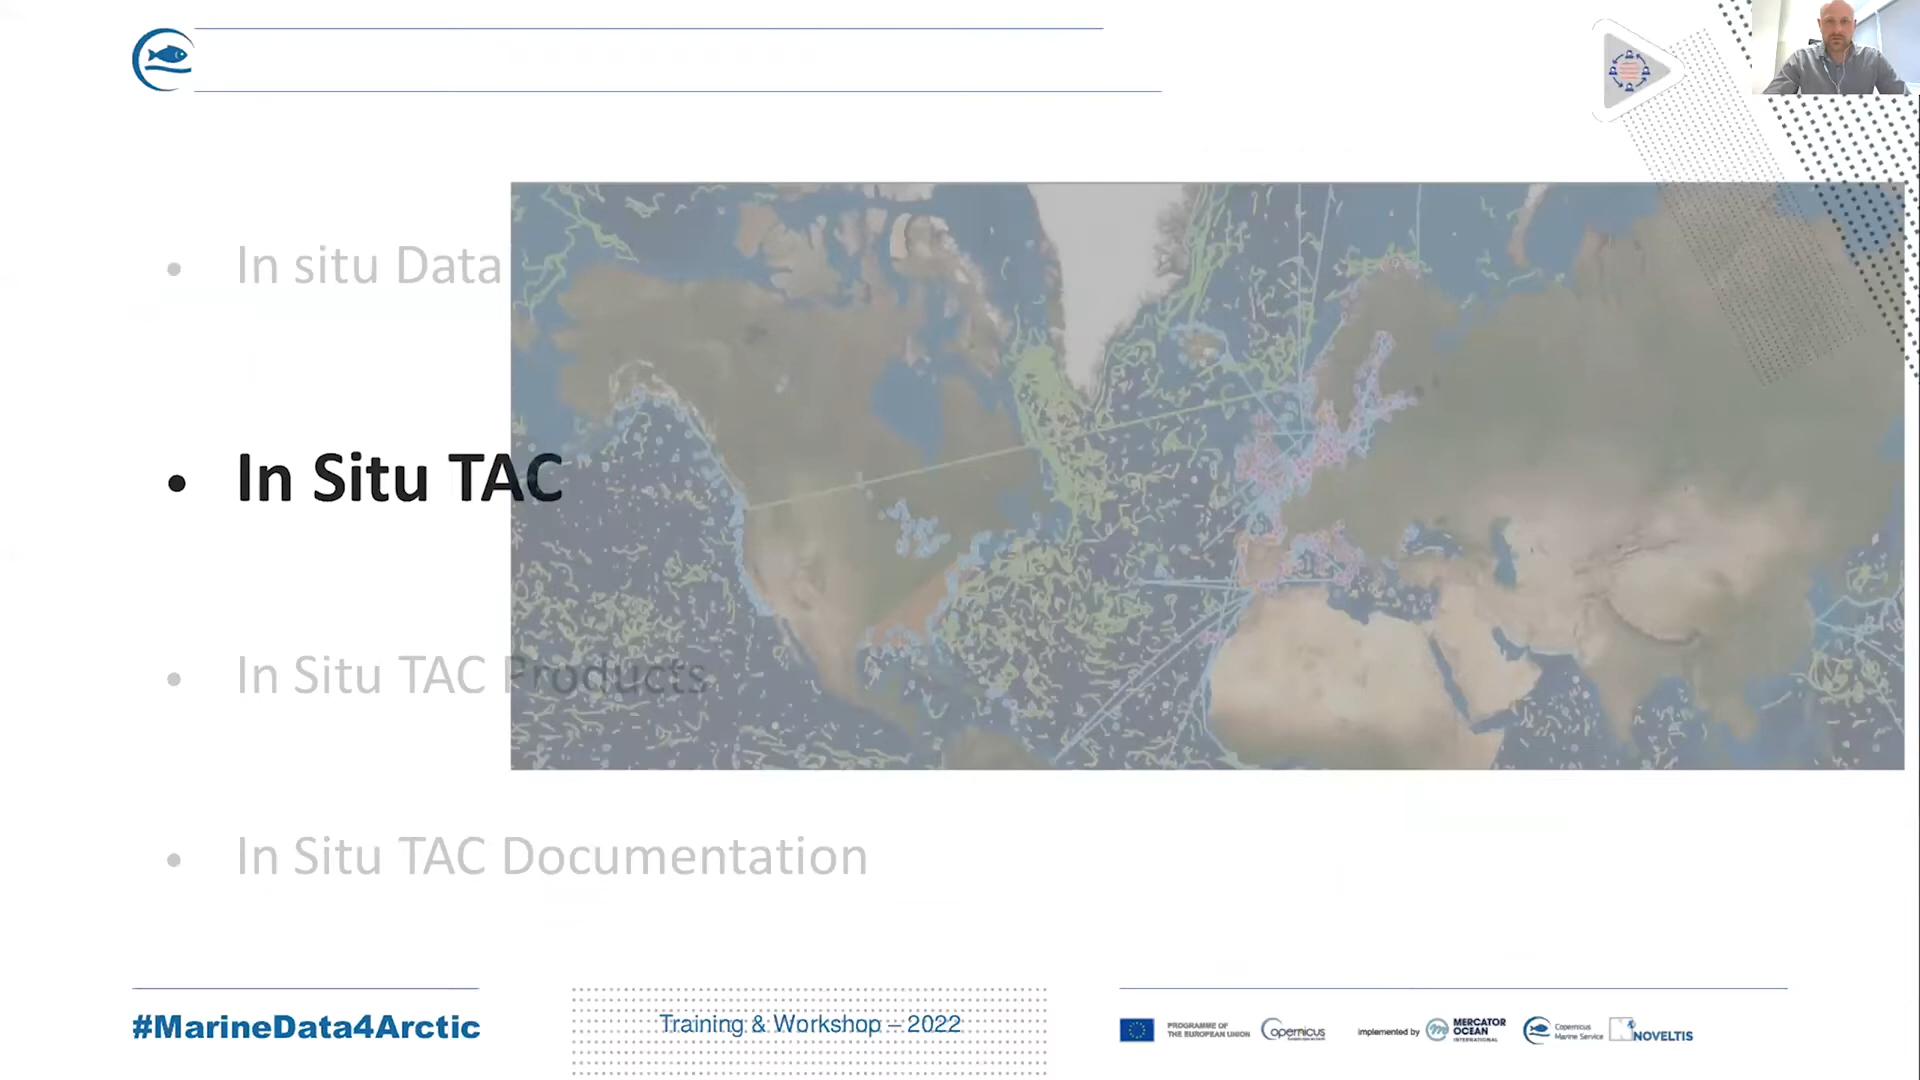 In situ Data
In Situ TAC
In Situ TAC Products
In Situ TAC Documentation
#MarineData4Arctic
Training & Workshop – 2022
PROGRAMME OF
THE EUROPEAN UNION
opernicus
implemented by
MERCATOR
OCEAN
INTERNATIONAL
Copernicus
Marine Service
NOVELTIS